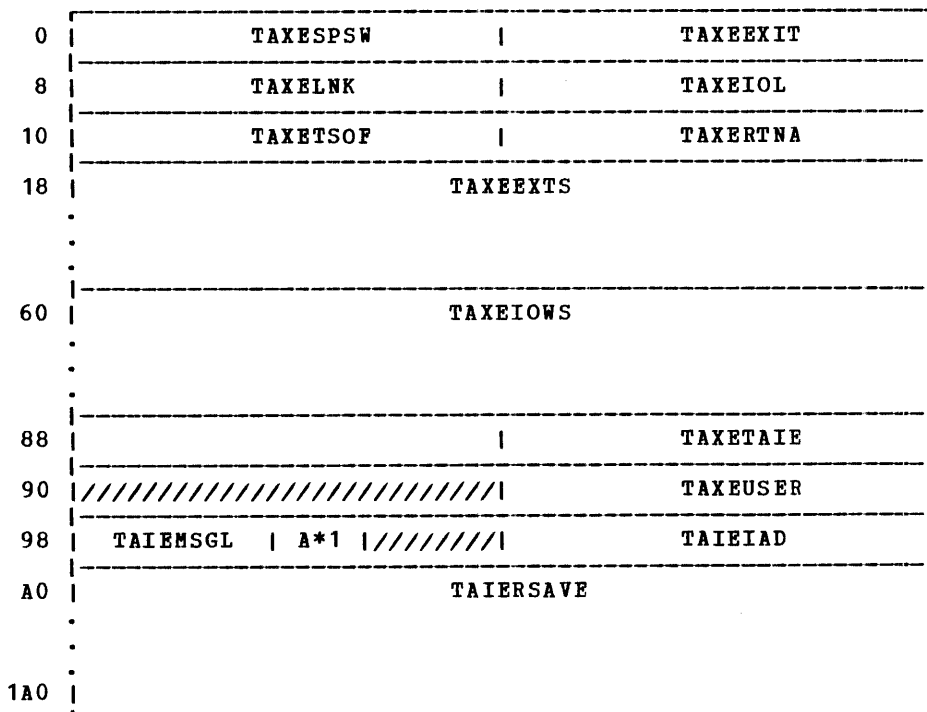 0 | TAXESPSW | TAXEEXIT
8 | TAXELNK | TAXEIOL
10 | TAXETSOF | TAXERTNA
18 | TAXEEXTS
60 | TAXEIOWS
88 | | TAXETAIE
90 |///////////////////////////| TAXEUSER
98 | TAIEMSGL | A*1 |////////| TAIEIAD
A0 | TAIERSAVE
1A0 |